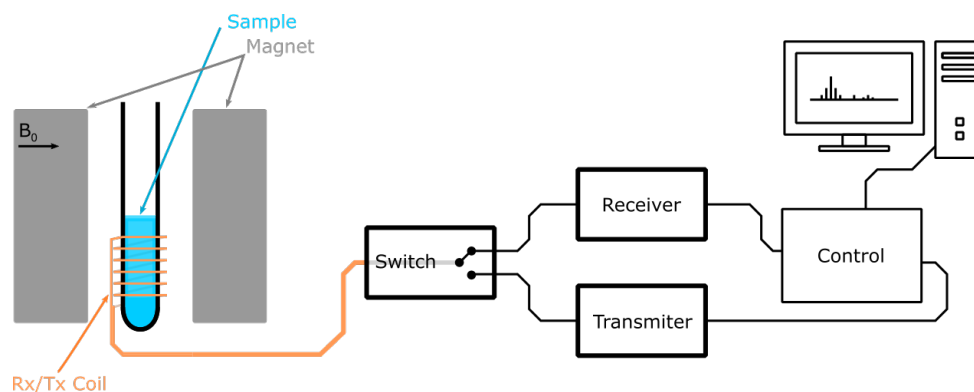 Sample
Magnet
B₀
Receiver
Switch
Control
Transmiter
Rx/Tx Coil